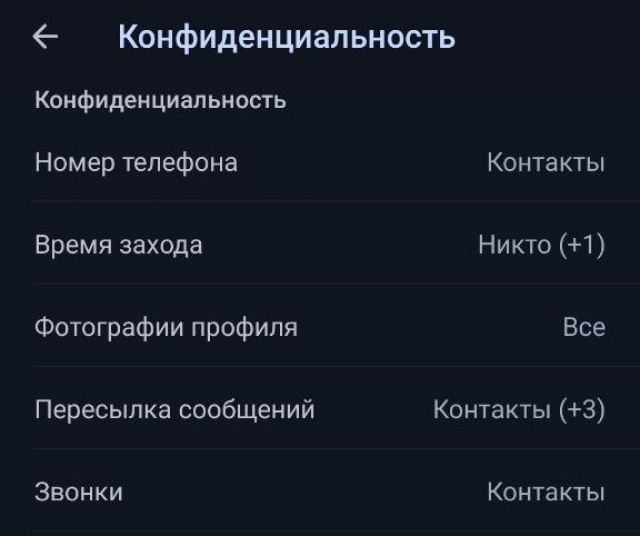 Конфиденциальность
Конфиденциальность
Номер телефона Контакты
Время захода Никто (+1)
Фотографии профиля Все
Пересылка сообщений Контакты (+3)
Звонки Контакты